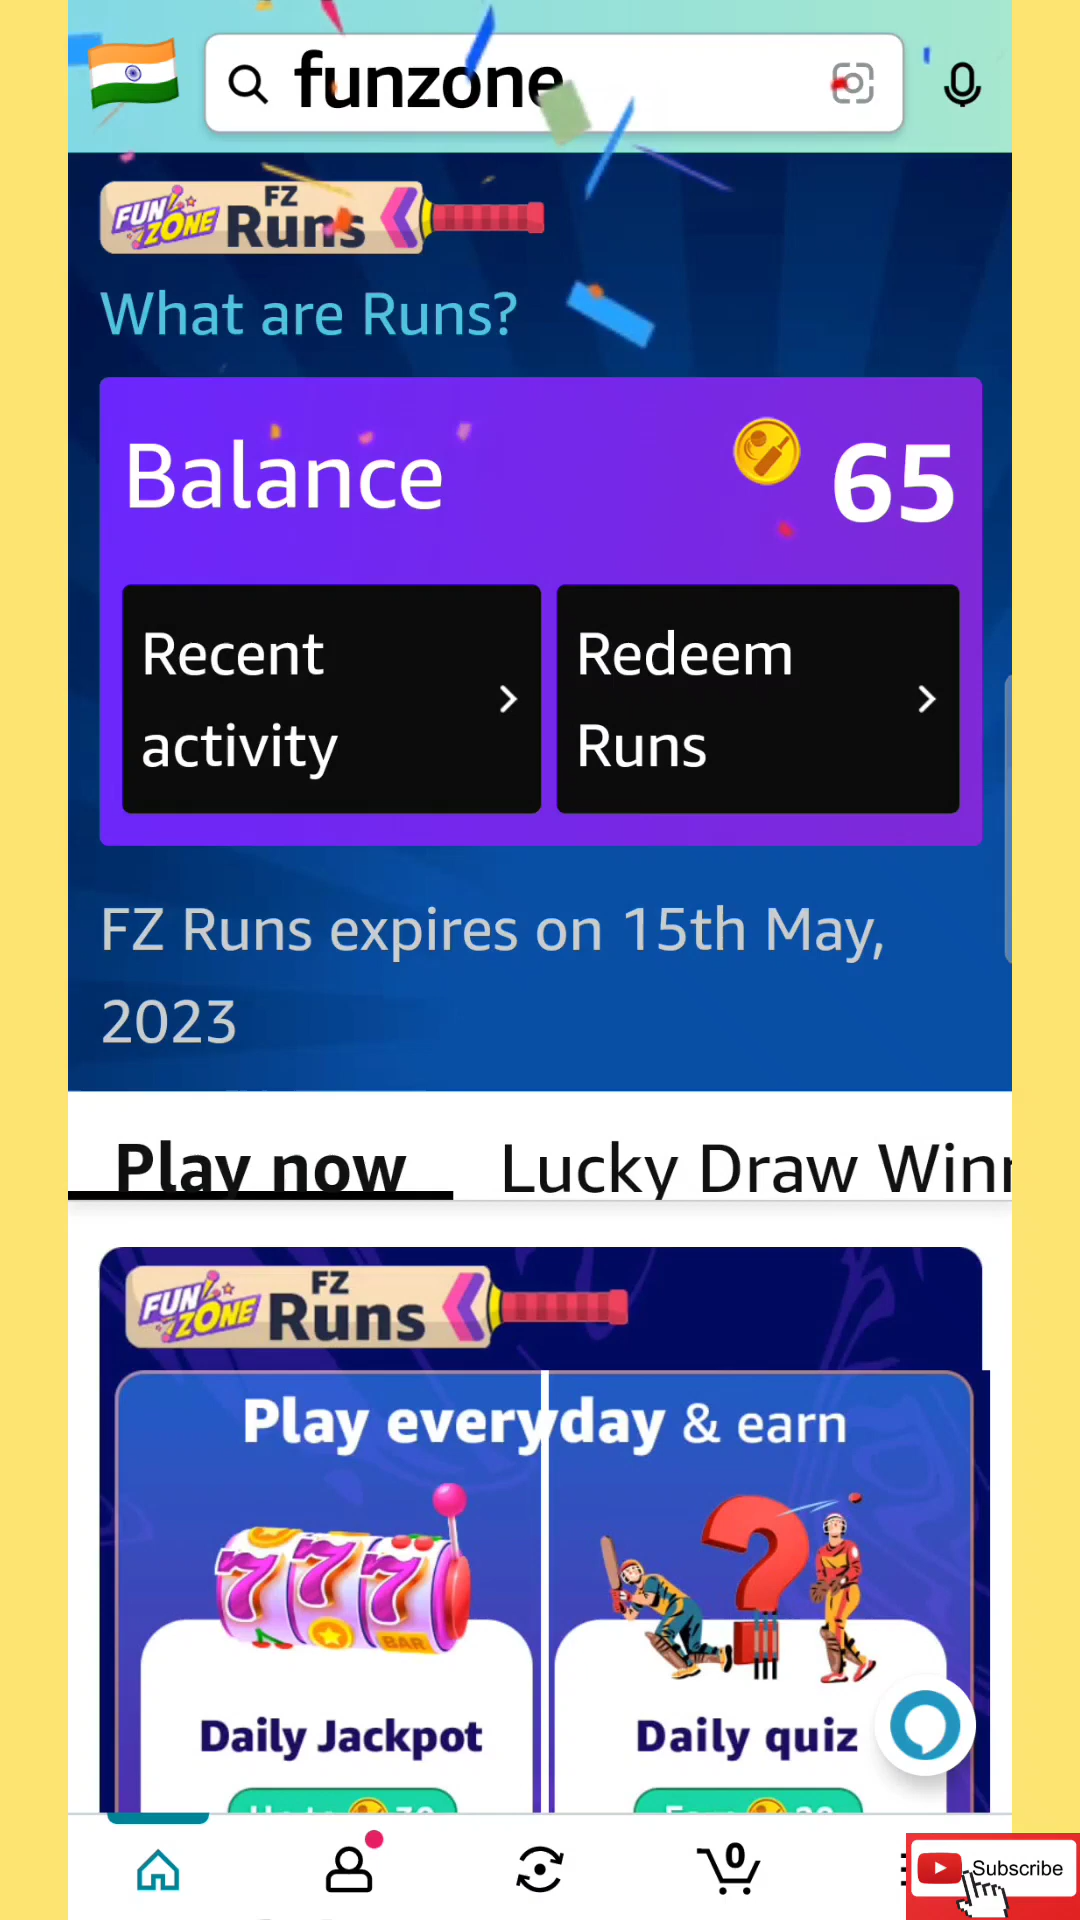 funzone
FUN ZONE FZ Runs
What are Runs?
Balance 65
Recent activity
Redeem Runs
FZ Runs expires on 15th May,
2023
Play now Lucky Draw Winn
FUN ZONE FZ Runs
Play everyday & earn
777
BAR
Daily Jackpot Daily quiz
0
Subscribe